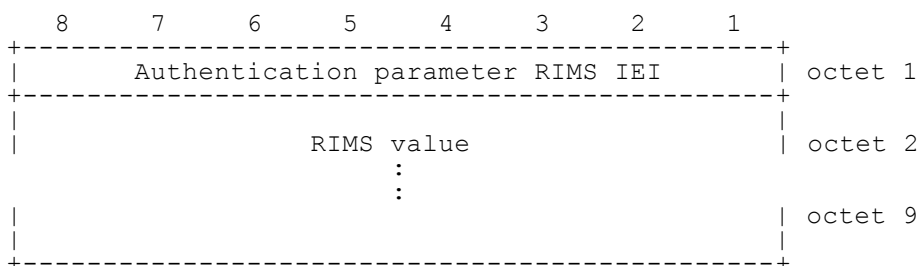 8 7 6 5 4 3 2 1
+-----------------------------------------------+
| Authentication parameter RIMS IEI | octet 1
+-----------------------------------------------+
| |
| RIMS value | octet 2
:
:
| | octet 9
| |
+-----------------------------------------------+